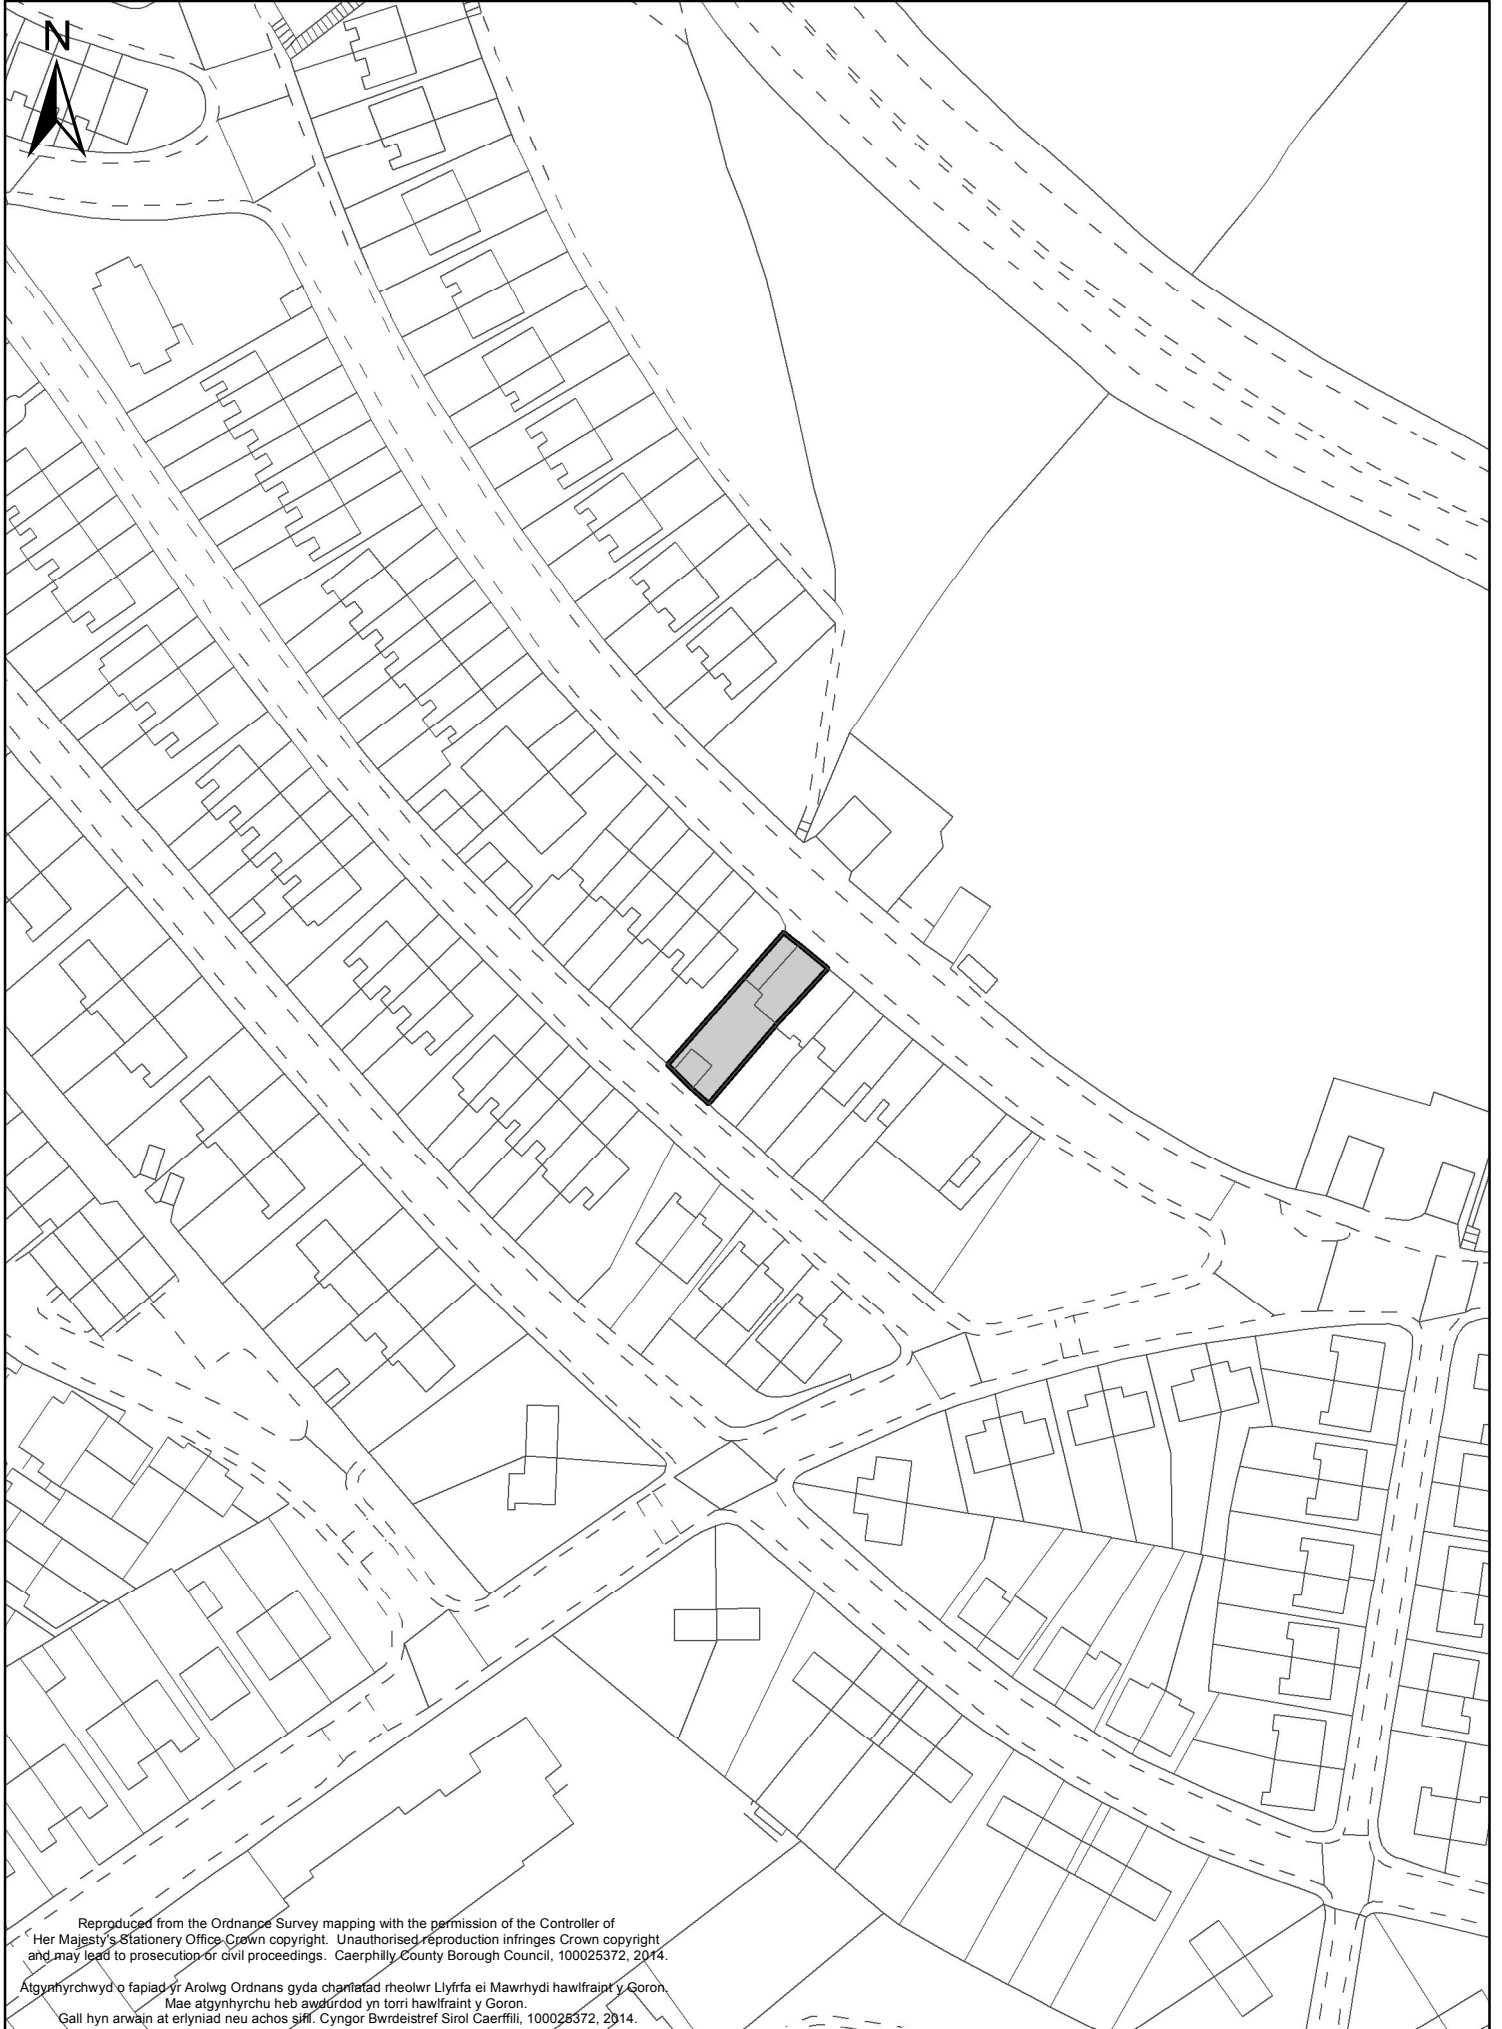 N
Reproduced from the Ordnance Survey mapping with the permission of the Controller of
Her Majesty's Stationery Office Crown copyright. Unauthorised reproduction infringes Crown copyright
and may lead to prosecution or civil proceedings. Caerphilly County Borough Council, 100025372, 2014.
Atgynhyrchwyd o fapiad yr Arolwg Ordnans gyda chaniatad rheolwr Llyfrfa ei Mawrhydi hawlfraint y Goron.
Mae atgynhyrchu heb awdurdod yn torri hawlfraint y Goron.
Gall hyn arwain at erlyniad neu achos sifil. Cyngor Bwrdeistref Sirol Caerffili, 100025372, 2014.